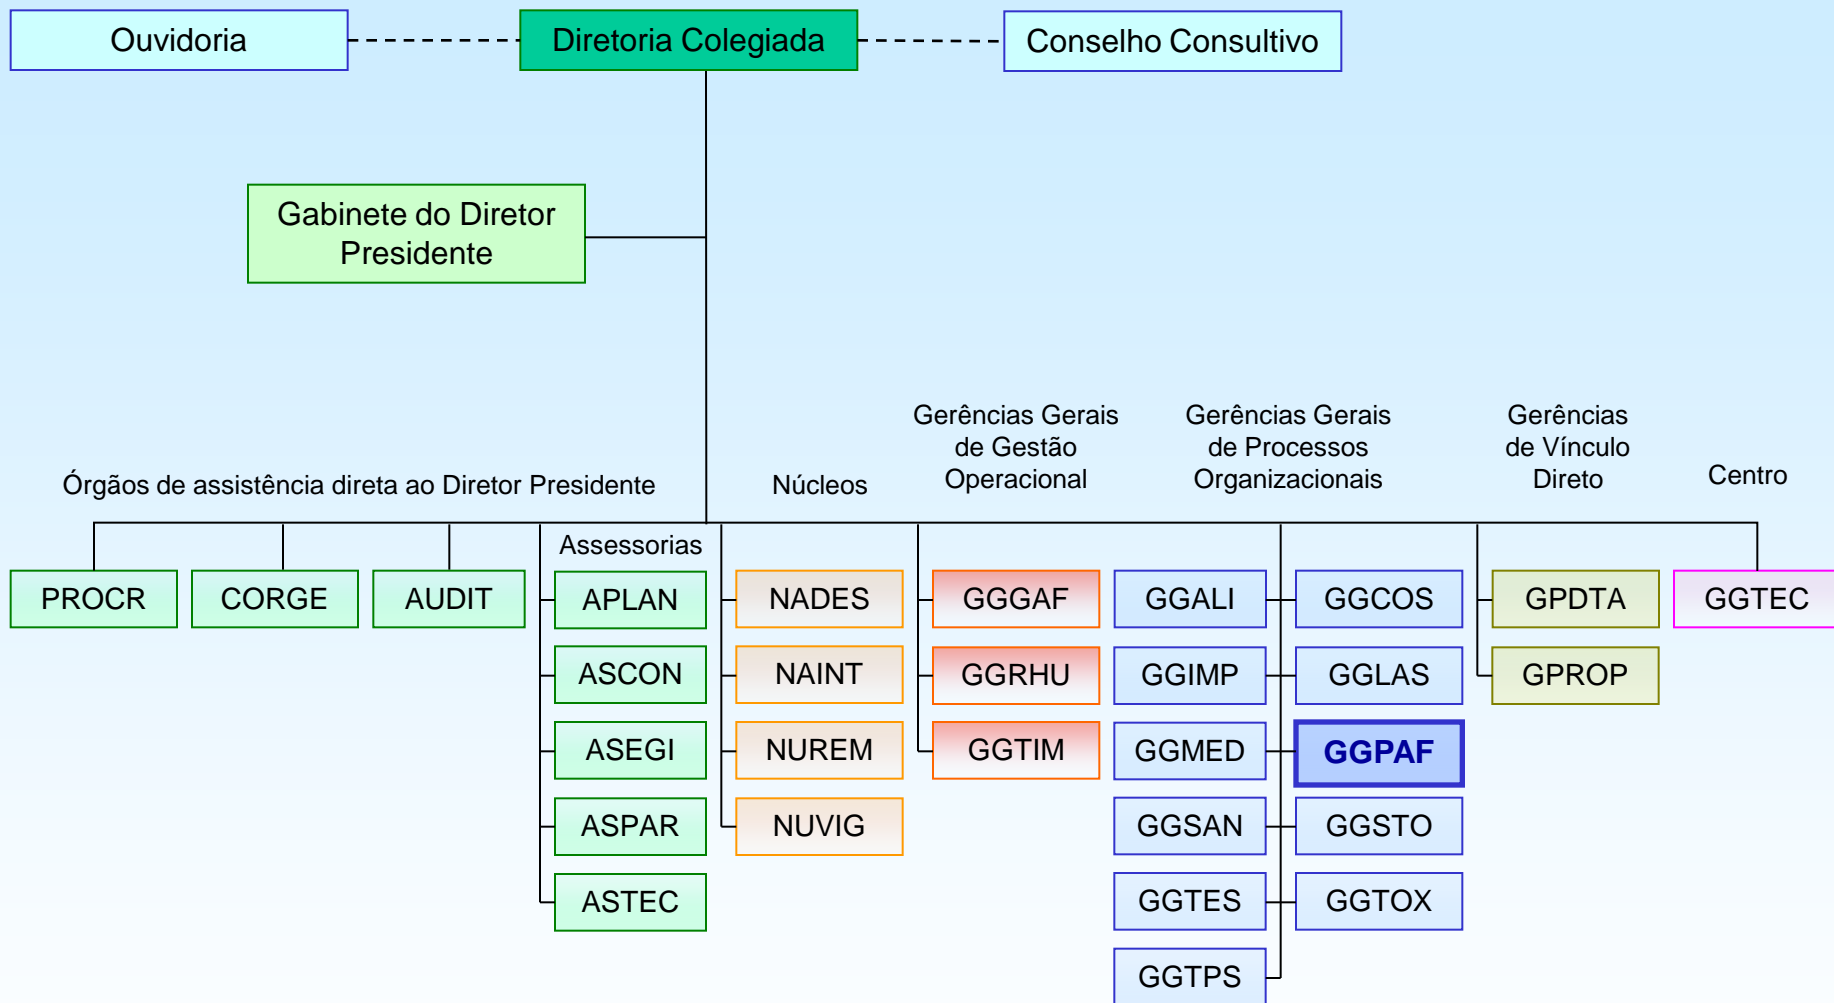 Ouvidoria
Diretoria Colegiada
Conselho Consultivo
Gabinete do Diretor
Presidente
Órgãos de assistência direta ao Diretor Presidente
Núcleos
Gerências Gerais
de Gestão
Operacional
Gerências Gerais
de Processos
Organizacionais
Gerências
de Vínculo
Direto
Centro
Assessorias
PROCR
CORGE
AUDIT
APLAN
ASCON
ASEGI
ASPAR
ASTEC
NADES
NAINT
NUREM
NUVIG
GGGAF
GGRHU
GGTIM
GGALI
GGIMP
GGMED
GGSAN
GGTES
GGTPS
GGCOS
GGLAS
GGPAF
GGSTO
GGTOX
GPDTA
GPROP
GGTEC